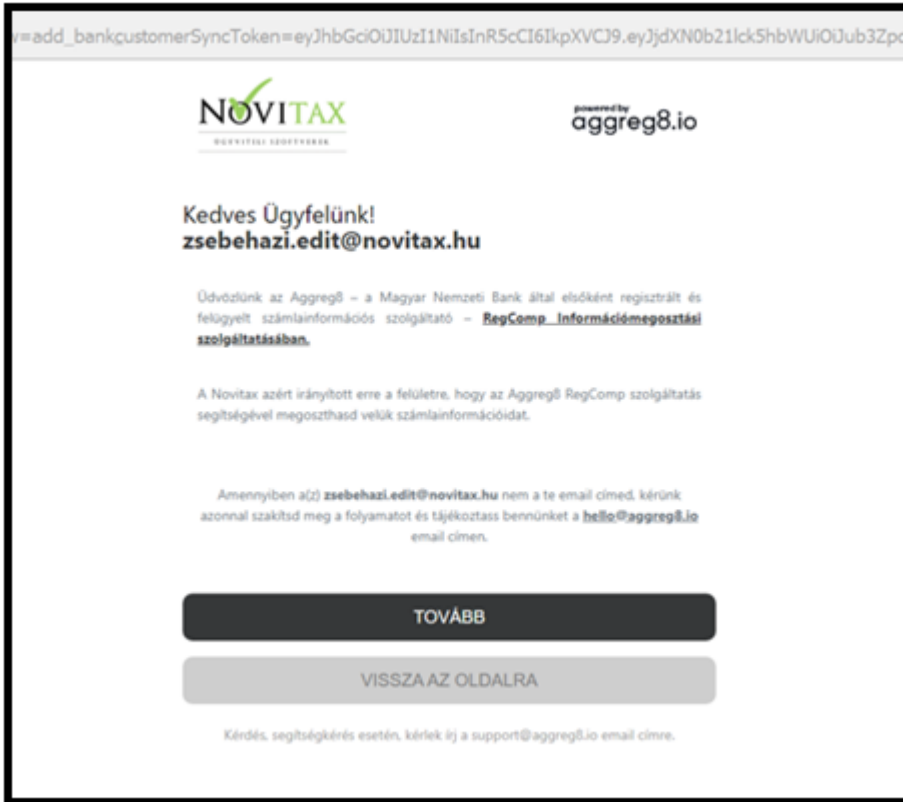 =add_bankcustomerSyncToken=eyJhbGciOiJIUzI1NiIsInR5cCI6IkpXVCJ9.eyJjdXN0b21lck5hbWUiOiJub3Zpd
NOVITAX
ÜGYVITELI SZOFTVEREK
powered by
aggreg8.io
Kedves Ügyfelünk!
zsebehazi.edit@novitax.hu
Üdvözlünk az Aggreg8 – a Magyar Nemzeti Bank által elsőként regisztrált és
felügyelt számlainformációs szolgáltató – RegComp Információmegosztási
szolgáltatásában.
A Novitax azért irányított erre a felületre, hogy az Aggreg8 RegComp szolgáltatás
segítségével megoszthasd velük számlainformációidat.
Amennyiben a(z) zsebehazi.edit@novitax.hu nem a te email címed, kérünk
azonnal szakítsd meg a folyamatot és tájékoztass bennünket a hello@aggreg8.io
email címen.
TOVÁBB
VISSZA AZ OLDALRA
Kérdés, segítségkérés esetén, kérlek írj a support@aggreg8.io email címre.